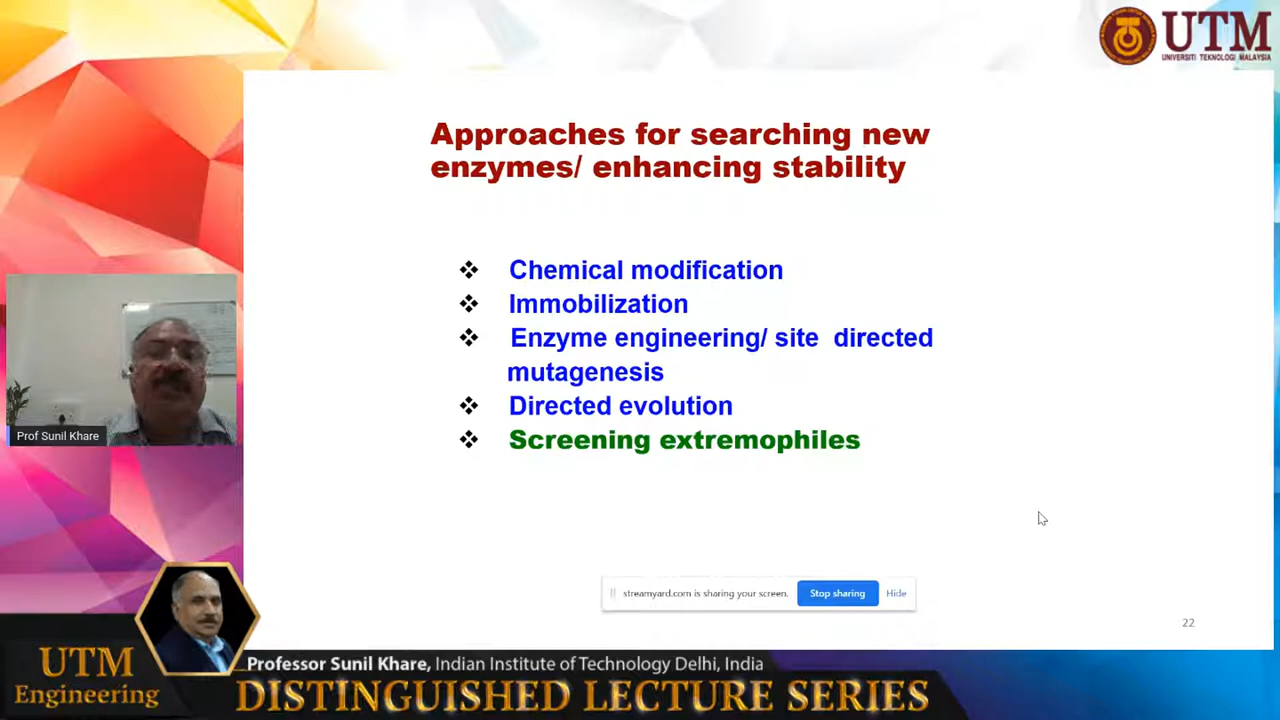 UTM
UNIVERSITI TEKNOLOGI MALAYSIA
Approaches for searching new
enzymes/ enhancing stability
❖ Chemical modification
❖ Immobilization
❖ Enzyme engineering/ site directed
mutagenesis
❖ Directed evolution
❖ Screening extremophiles
Prof Sunil Khare
streamyard.com is sharing your screen.
Stop sharing
Hide
22
UTM
Engineering
Professor Sunil Khare, Indian Institute of Technology Delhi, India
DISTINGUISHED LECTURE SERIES